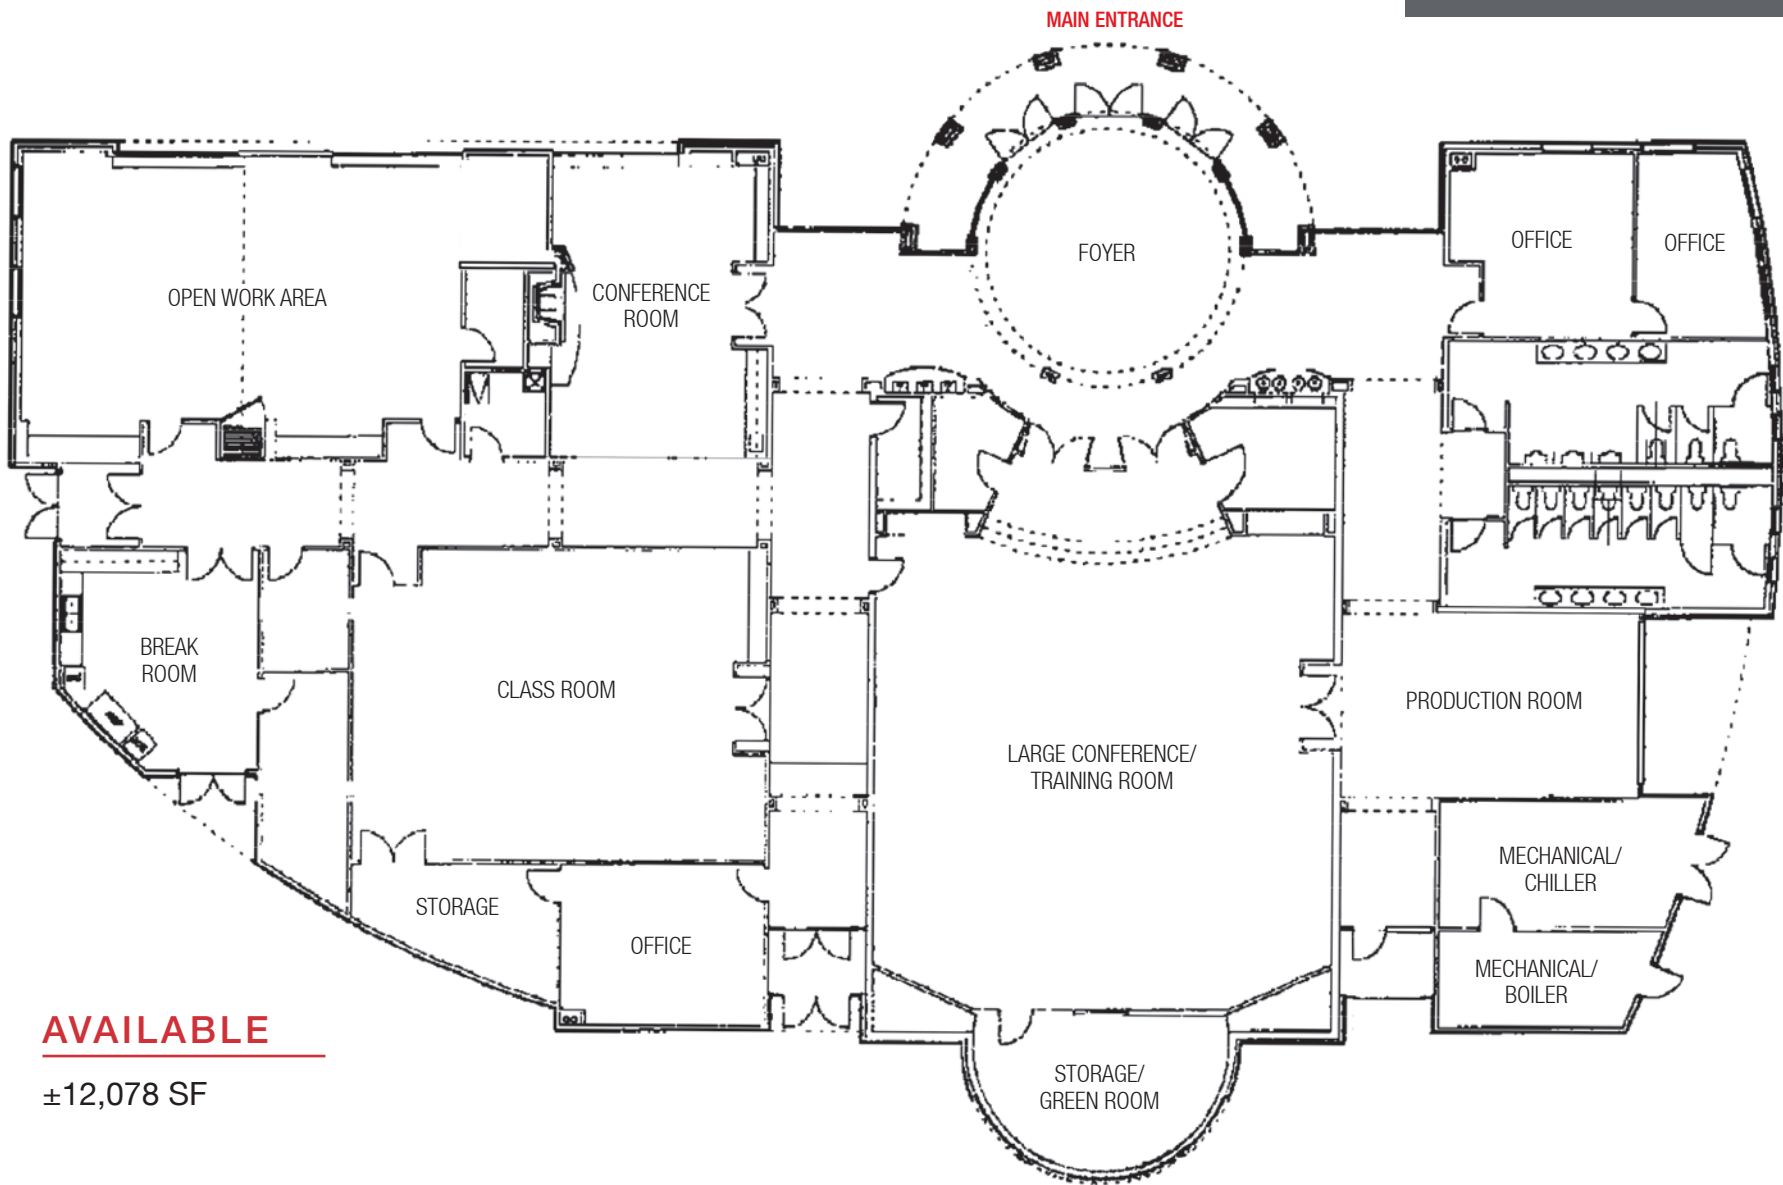 MAIN ENTRANCE
FOYER
OFFICE
OFFICE
OPEN WORK AREA
CONFERENCE
ROOM
BREAK
ROOM
CLASS ROOM
PRODUCTION ROOM
LARGE CONFERENCE/
TRAINING ROOM
MECHANICAL/
CHILLER
STORAGE
OFFICE
MECHANICAL/
BOILER
AVAILABLE
±12,078 SF
STORAGE/
GREEN ROOM